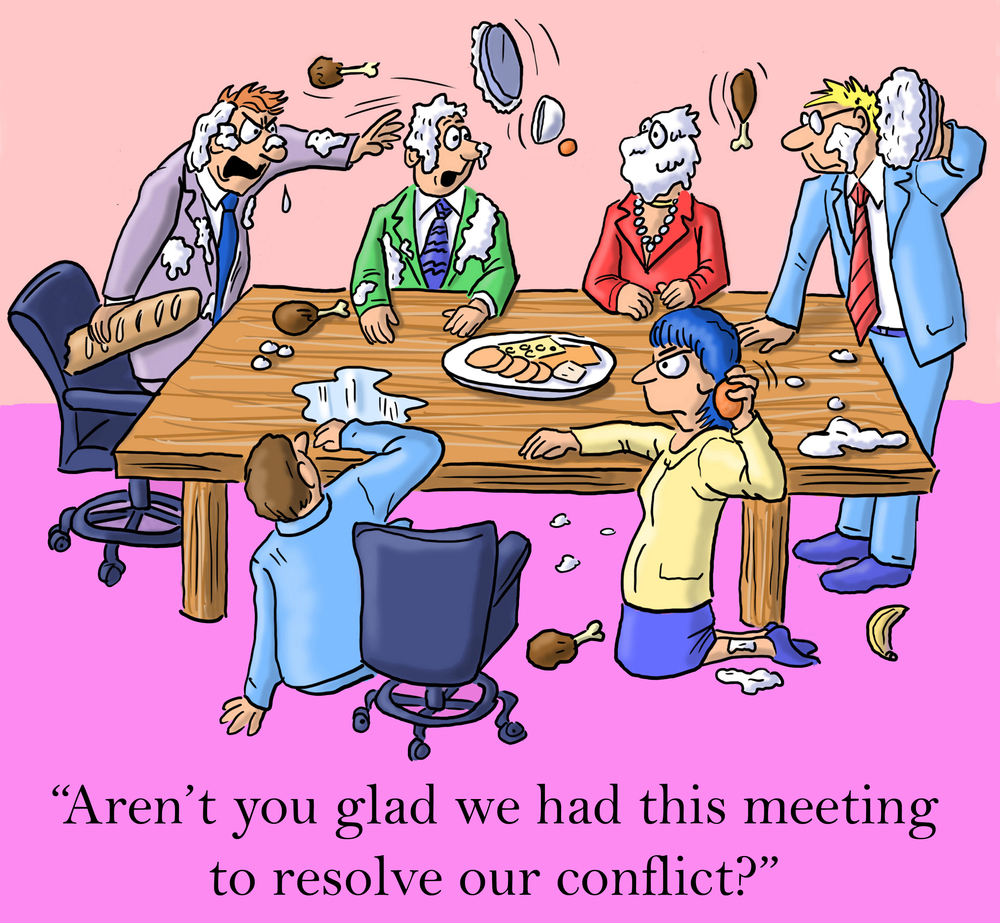 “Aren’t you glad we had this meeting
to resolve our conflict?”